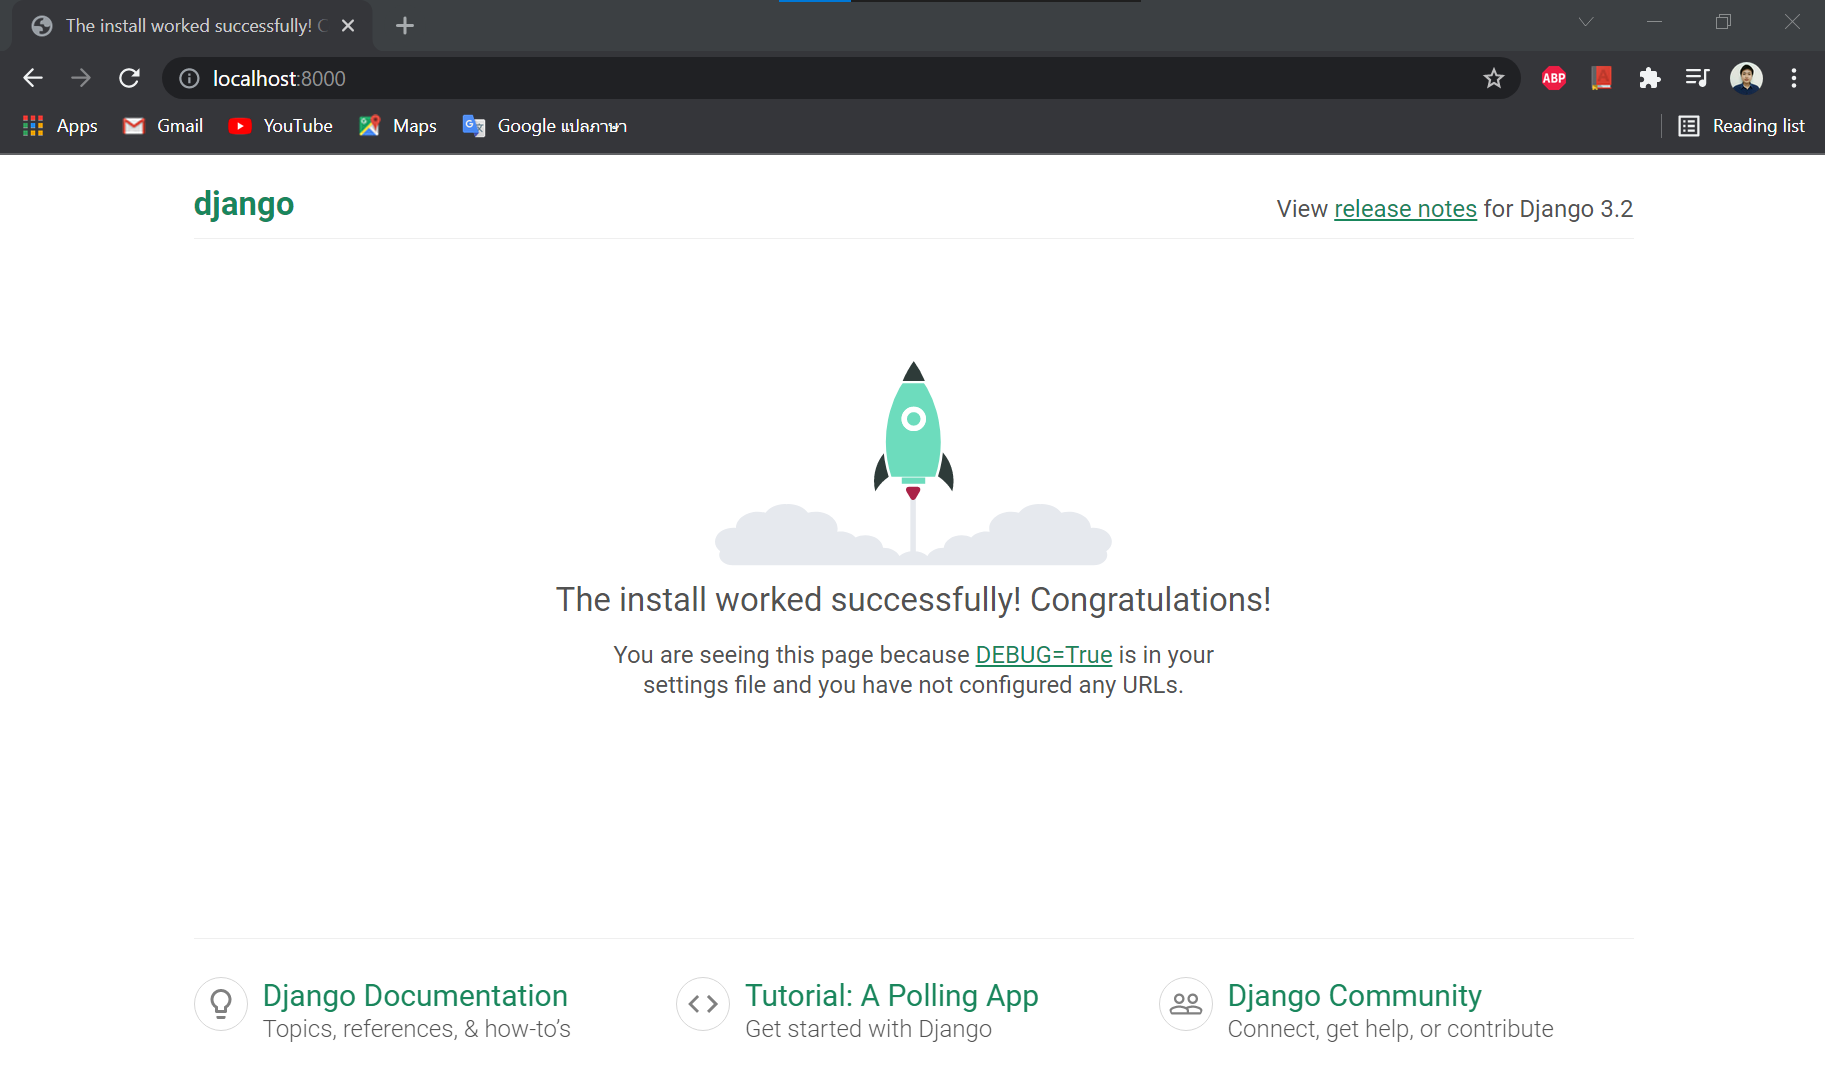 The install worked successfully! C
localhost:8000
ABP
Apps
Gmail
YouTube
Maps
Google แปลภาษา
Reading list
django
View release notes for Django 3.2
The install worked successfully! Congratulations!
You are seeing this page because DEBUG=True is in your
settings file and you have not configured any URLs.
Django Documentation
Topics, references, & how-to’s
Tutorial: A Polling App
Get started with Django
Django Community
Connect, get help, or contribute